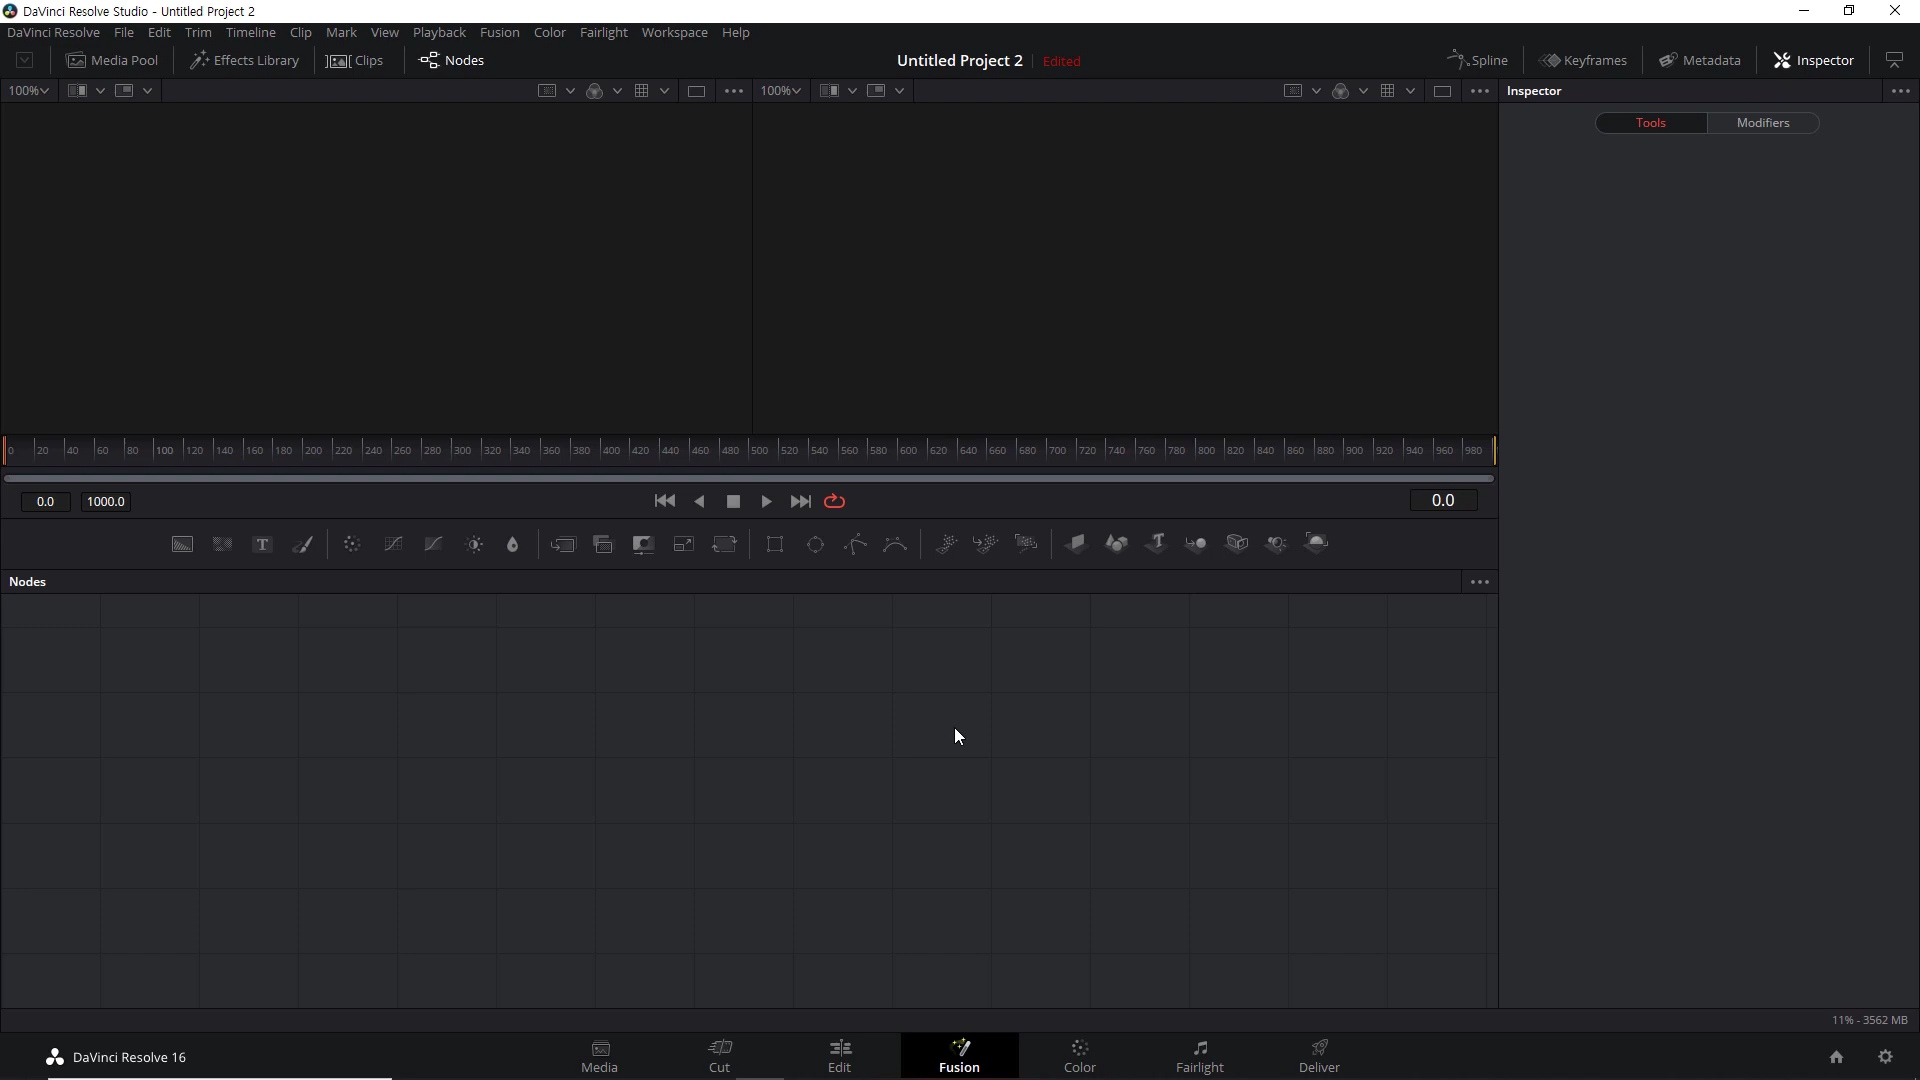 DaVinci Resolve Studio - Untitled Project 2
DaVinci Resolve File Edit Trim Timeline Clip Mark View Playback Fusion Color Fairlight Workspace Help
Media Pool Effects Library Clips Nodes Untitled Project 2 Edited Spline Keyframes Metadata Inspector
100% 100% Inspector
Tools Modifiers
0 20 40 60 80 100 120 140 160 180 200 220 240 260 280 300 320 340 360 380 400 420 440 460 480 500 520 540 560 580 600 620 640 660 680 700 720 740 760 780 800 820 840 860 880 900 920 940 960 980
0.0 1000.0 0.0
T T
Nodes
11% - 3562 MB
DaVinci Resolve 16 Media Cut Edit Fusion Color Fairlight Deliver